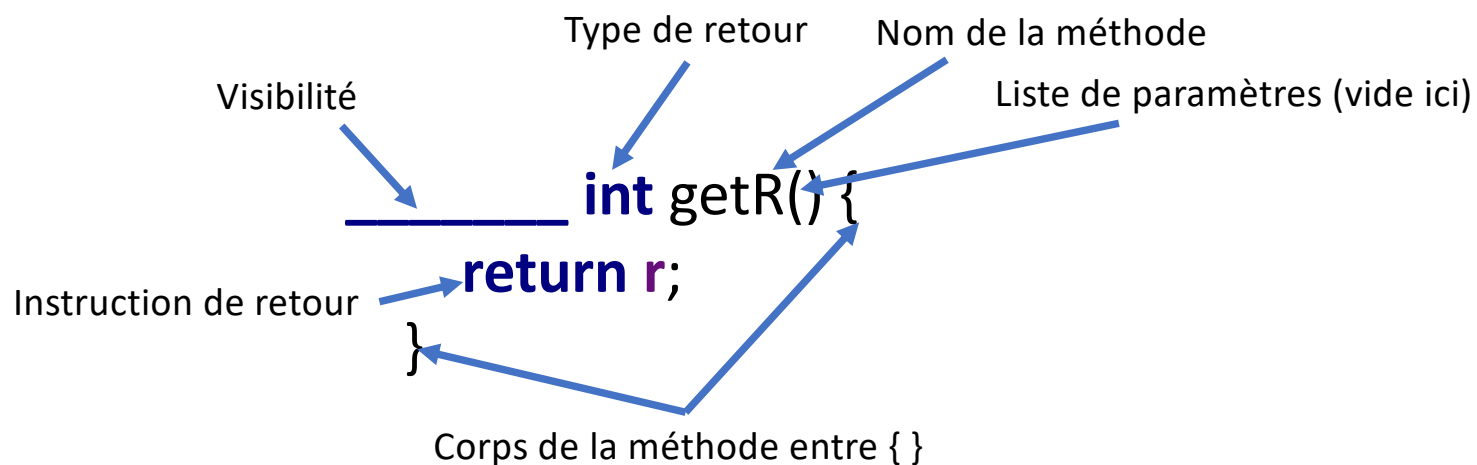 Type de retour
Nom de la méthode
Visibilité
Liste de paramètres (vide ici)
_______ int getR() {
return r;
Instruction de retour
}
Corps de la méthode entre { }